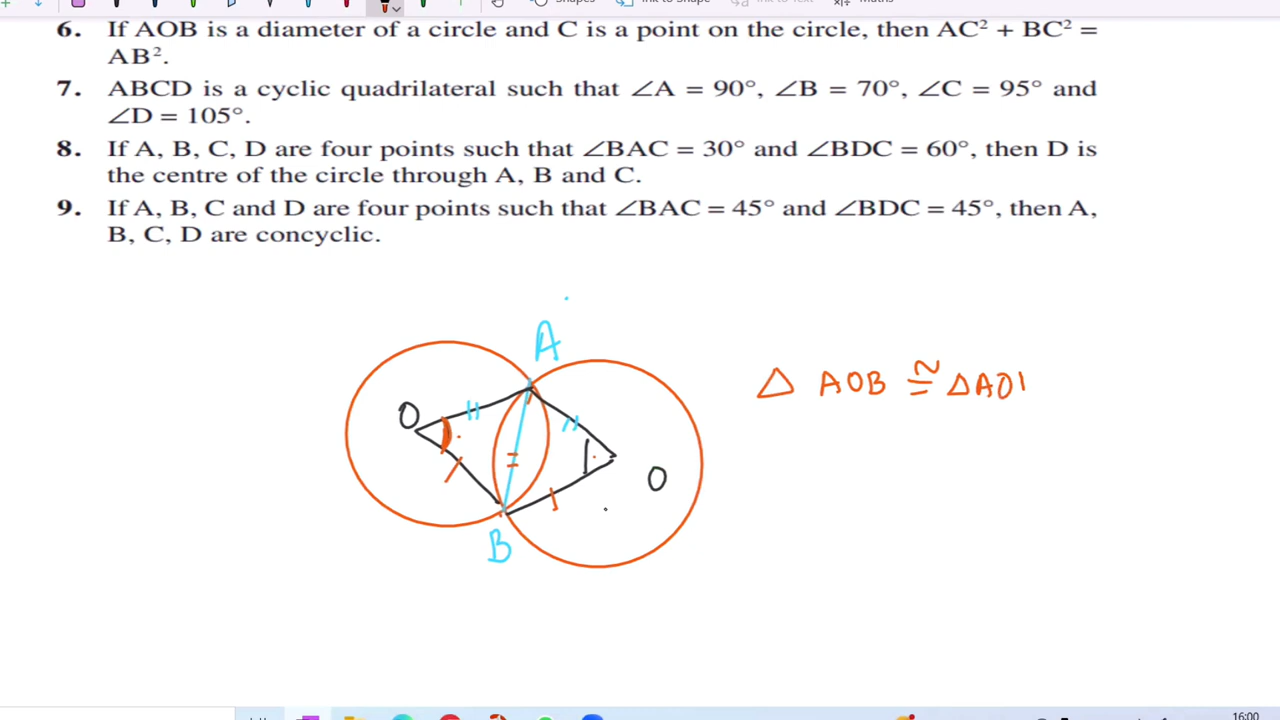 6. If AOB is a diameter of a circle and C is a point on the circle, then AC² + BC² =
AB².
7. ABCD is a cyclic quadrilateral such that ∠A = 90°, ∠B = 70°, ∠C = 95° and
∠D = 105°.
8. If A, B, C, D are four points such that ∠BAC = 30° and ∠BDC = 60°, then D is
the centre of the circle through A, B and C.
9. If A, B, C and D are four points such that ∠BAC = 45° and ∠BDC = 45°, then A,
B, C, D are concyclic.
A
△ AOB ≅ △AO'
O
O
B
16:00